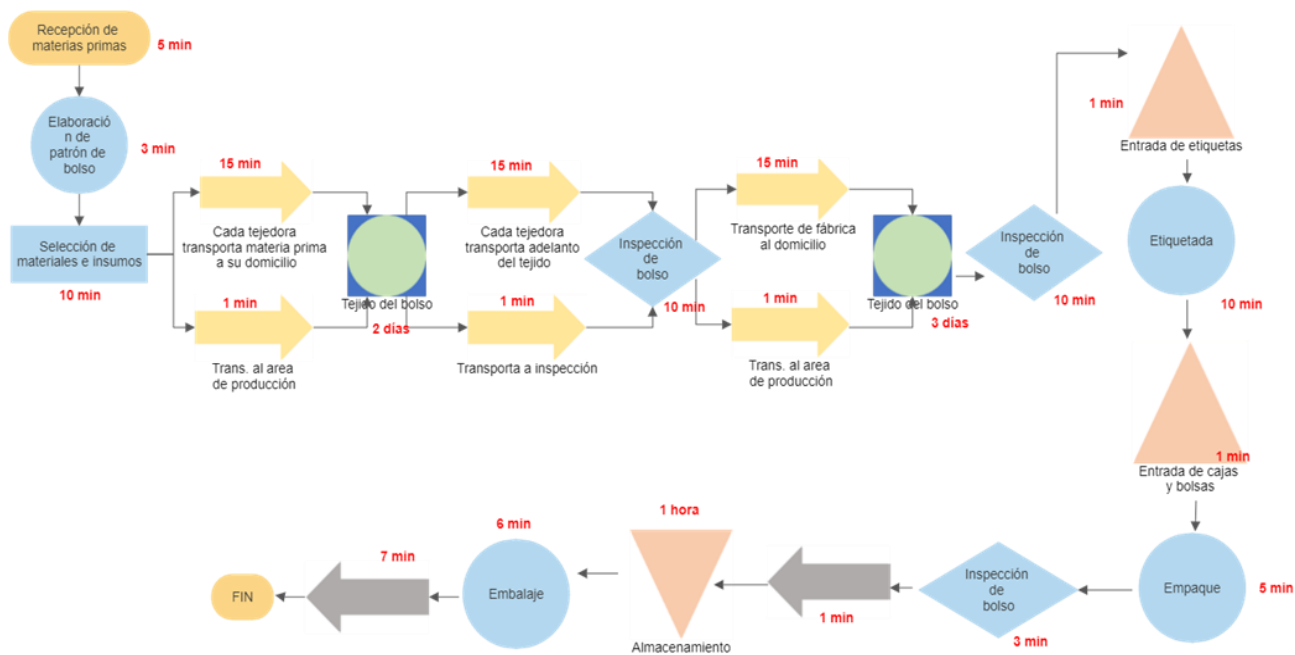 Recepción de
materias primas
5 min
Elaboració
n de
patrón de
bolso
3 min
Selección de
materiales e insumos
10 min
15 min
Cada tejedora
transporta materia prima
a su domicilio
1 min
Trans. al area
de producción
Tejido del bolso
2 días
15 min
Cada tejedora
transporta adelanto
del tejido
1 min
Transporta a inspección
Inspección
de
bolso
10 min
15 min
Transporte de fábrica
al domicilio
1 min
Trans. al area
de producción
Tejido del bolso
3 días
Inspección
de
bolso
10 min
1 min
Entrada de etiquetas
Etiquetada
10 min
1 min
Entrada de cajas
y bolsas
Empaque
5 min
Inspección
de
bolso
3 min
1 min
1 hora
Almacenamiento
6 min
Embalaje
7 min
FIN